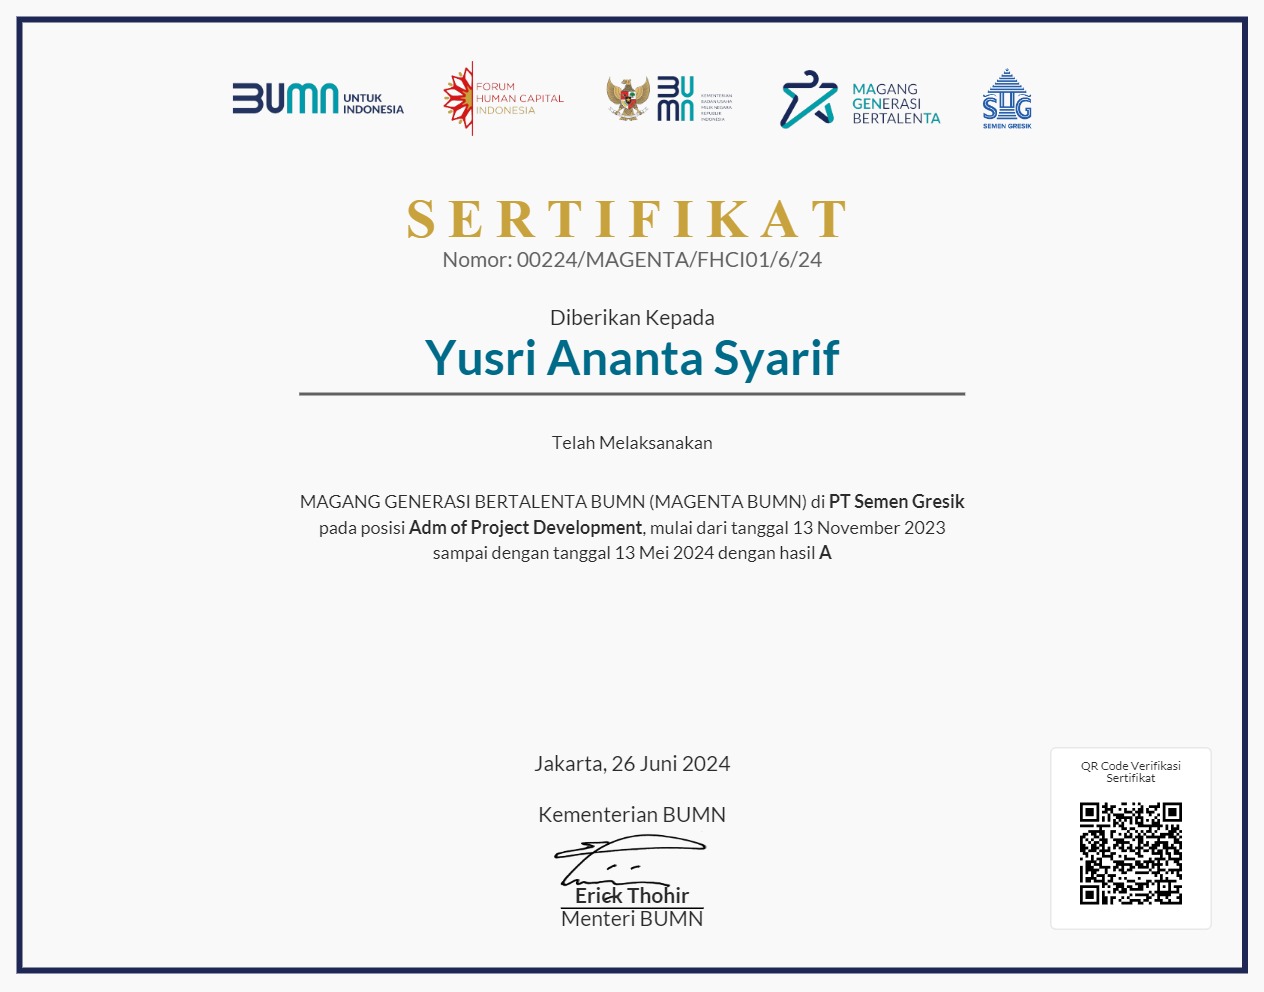 BUMN UNTUK INDONESIA
FORUM HUMAN CAPITAL INDONESIA
BUMN
KEMENTERIAN BADAN USAHA MILIK NEGARA REPUBLIK INDONESIA
MAGANG GENERASI BERTALENTA
SG
SEMEN GRESIK
SERTIFIKAT
Nomor: 00224/MAGENTA/FHCI01/6/24
Diberikan Kepada
Yusri Ananta Syarif
Telah Melaksanakan
MAGANG GENERASI BERTALENTA BUMN (MAGENTA BUMN) di PT Semen Gresik
pada posisi Adm of Project Development, mulai dari tanggal 13 November 2023
sampai dengan tanggal 13 Mei 2024 dengan hasil A
Jakarta, 26 Juni 2024
Kementerian BUMN
Erick Thohir
Menteri BUMN
QR Code Verifikasi
Sertifikat